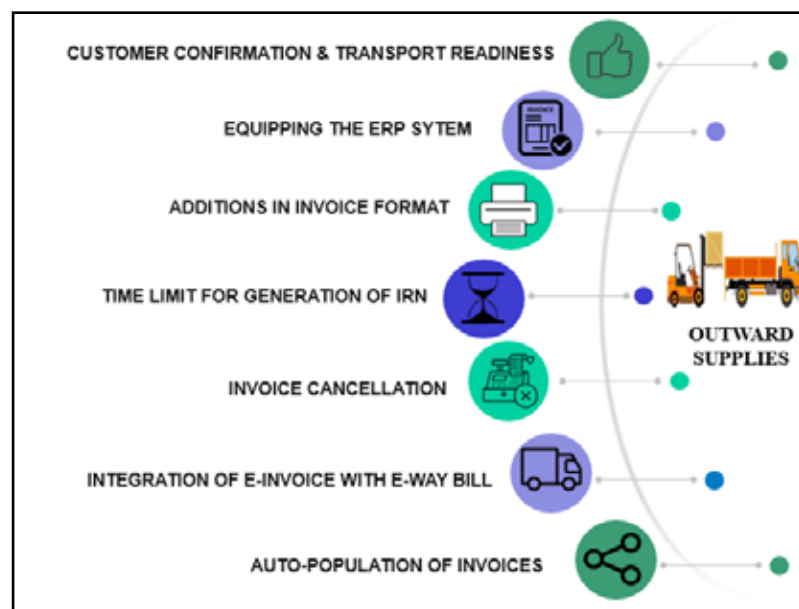 CUSTOMER CONFIRMATION & TRANSPORT READINESS
EQUIPPING THE ERP SYTEM
INVOICE
ADDITIONS IN INVOICE FORMAT
TIME LIMIT FOR GENERATION OF IRN
OUTWARD
SUPPLIES
INVOICE CANCELLATION
INTEGRATION OF E-INVOICE WITH E-WAY BILL
AUTO-POPULATION OF INVOICES